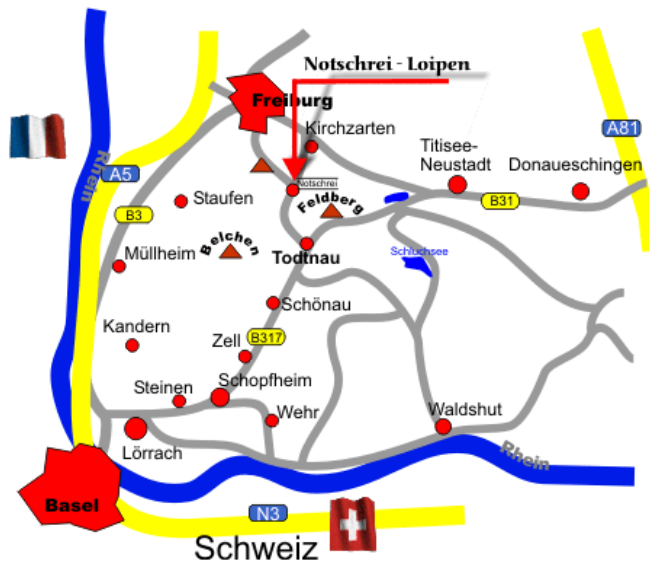 Notschrei - Loipen
Freiburg
Kirchzarten
A81
Titisee-
Neustadt
Donaueschingen
Rhein
A5
Notschrei
Staufen
Feldberg
B31
B3
Belchen
Todtnau
Schluchsee
Müllheim
Schönau
Kandern
Zell
B317
Steinen
Schopfheim
Wehr
Waldshut
Lörrach
Rhein
Basel
N3
Schweiz